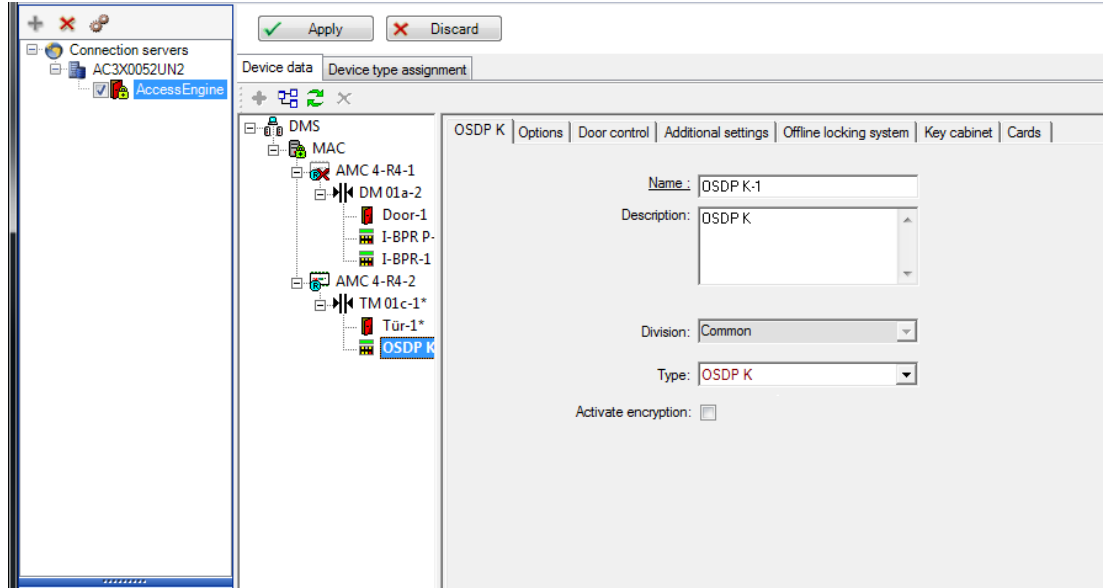 Apply
Discard
Connection servers
AC3X0052UN2
AccessEngine
Device data
Device type assignment
DMS
MAC
AMC 4-R4-1
DM 01a-2
Door-1
I-BPR P-
I-BPR-1
AMC 4-R4-2
TM 01c-1*
Tür-1*
OSDP K
OSDP K
Options
Door control
Additional settings
Offline locking system
Key cabinet
Cards
Name :
OSDP K-1
Description:
OSDP K
Division:
Common
Type:
OSDP K
Activate encryption: